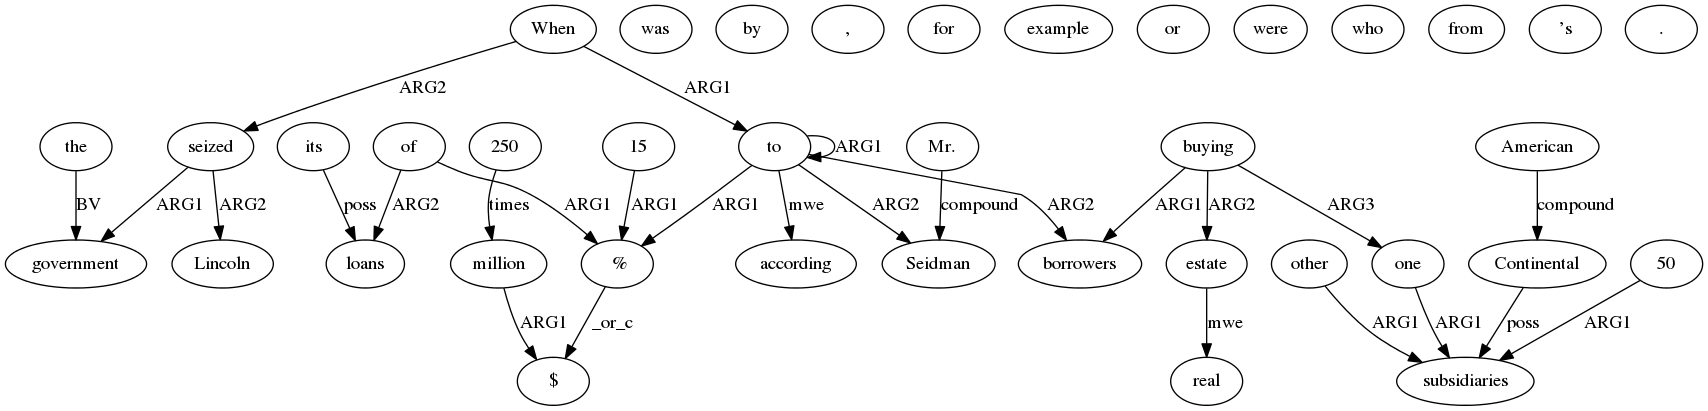 When was by , for example or were who from 's .
ARG2 ARG1
the seized its of 250 15 to ARG1 Mr. buying American
BV ARG1 ARG2 poss ARG2 ARG1 times ARG1 ARG1 mwe ARG2 compound ARG2 ARG1 ARG2 ARG3 compound
government Lincoln loans million % according Seidman borrowers estate other one Continental 50
ARG1 _or_c mwe ARG1 ARG1 poss ARG1
$ real subsidiaries